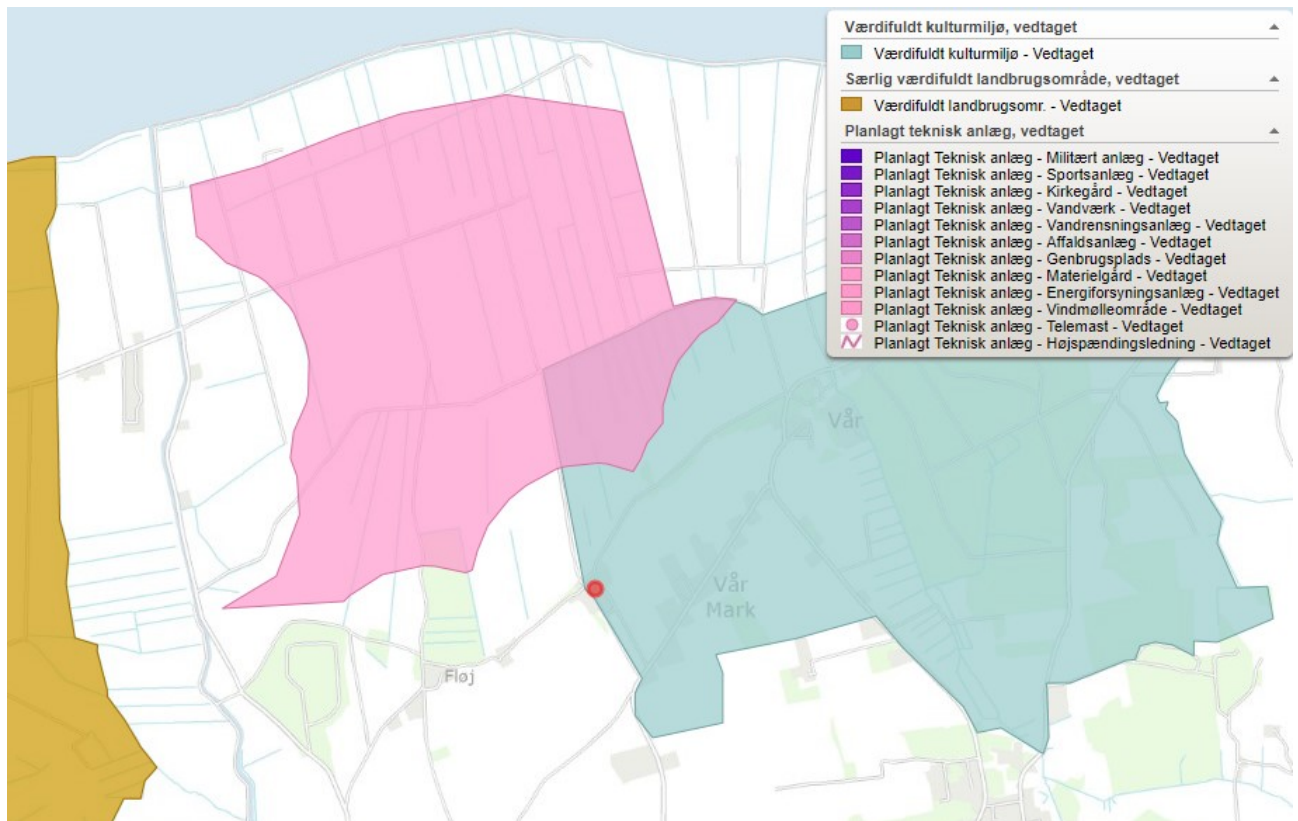 Værdifuldt kulturmiljø, vedtaget
Værdifuldt kulturmiljø - Vedtaget
Særlig værdifuldt landbrugsområde, vedtaget
Værdifuldt landbrugsomr. - Vedtaget
Planlagt teknisk anlæg, vedtaget
Planlagt Teknisk anlæg - Militært anlæg - Vedtaget
Planlagt Teknisk anlæg - Sportsanlæg - Vedtaget
Planlagt Teknisk anlæg - Kirkegård - Vedtaget
Planlagt Teknisk anlæg - Vandværk - Vedtaget
Planlagt Teknisk anlæg - Vandrensningsanlæg - Vedtaget
Planlagt Teknisk anlæg - Affaldsanlæg - Vedtaget
Planlagt Teknisk anlæg - Genbrugsplads - Vedtaget
Planlagt Teknisk anlæg - Materielgård - Vedtaget
Planlagt Teknisk anlæg - Energiforsyningsanlæg - Vedtaget
Planlagt Teknisk anlæg - Vindmølleområde - Vedtaget
Planlagt Teknisk anlæg - Telemast - Vedtaget
Planlagt Teknisk anlæg - Højspændingsledning - Vedtaget
Vår
Vår
Mark
Fløj